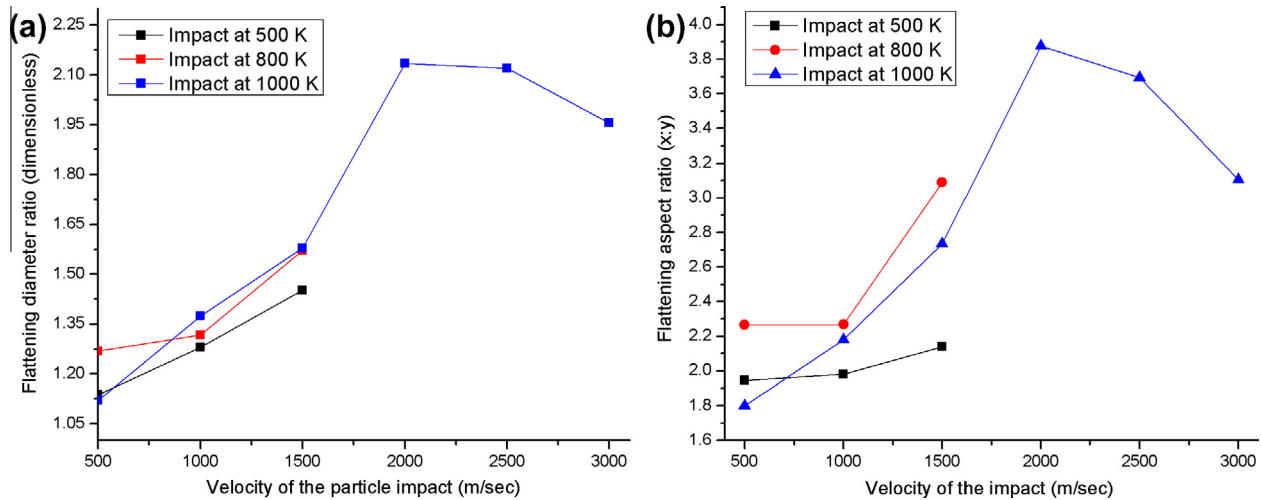 (a)
Impact at 500 K
Impact at 800 K
Impact at 1000 K
Flattening diameter ratio (dimensionless)
2.25
2.10
1.95
1.80
1.65
1.50
1.35
1.20
1.05
500 1000 1500 2000 2500 3000
Velocity of the particle impact (m/sec)
(b)
Impact at 500 K
Impact at 800 K
Impact at 1000 K
Flattening aspect ratio (x:y)
4.0
3.8
3.6
3.4
3.2
3.0
2.8
2.6
2.4
2.2
2.0
1.8
1.6
500 1000 1500 2000 2500 3000
Velocity of the impact (m/sec)